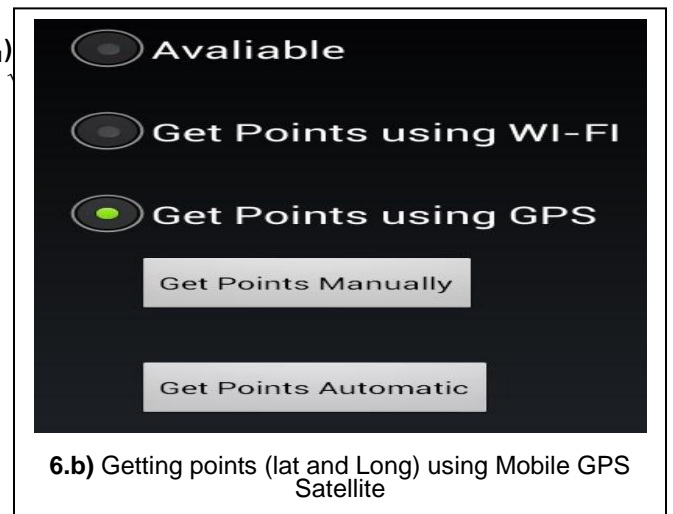 Avaliable
Get Points using WI-FI
Get Points using GPS
Get Points Manually
Get Points Automatic
6.b) Getting points (lat and Long) using Mobile GPS
Satellite